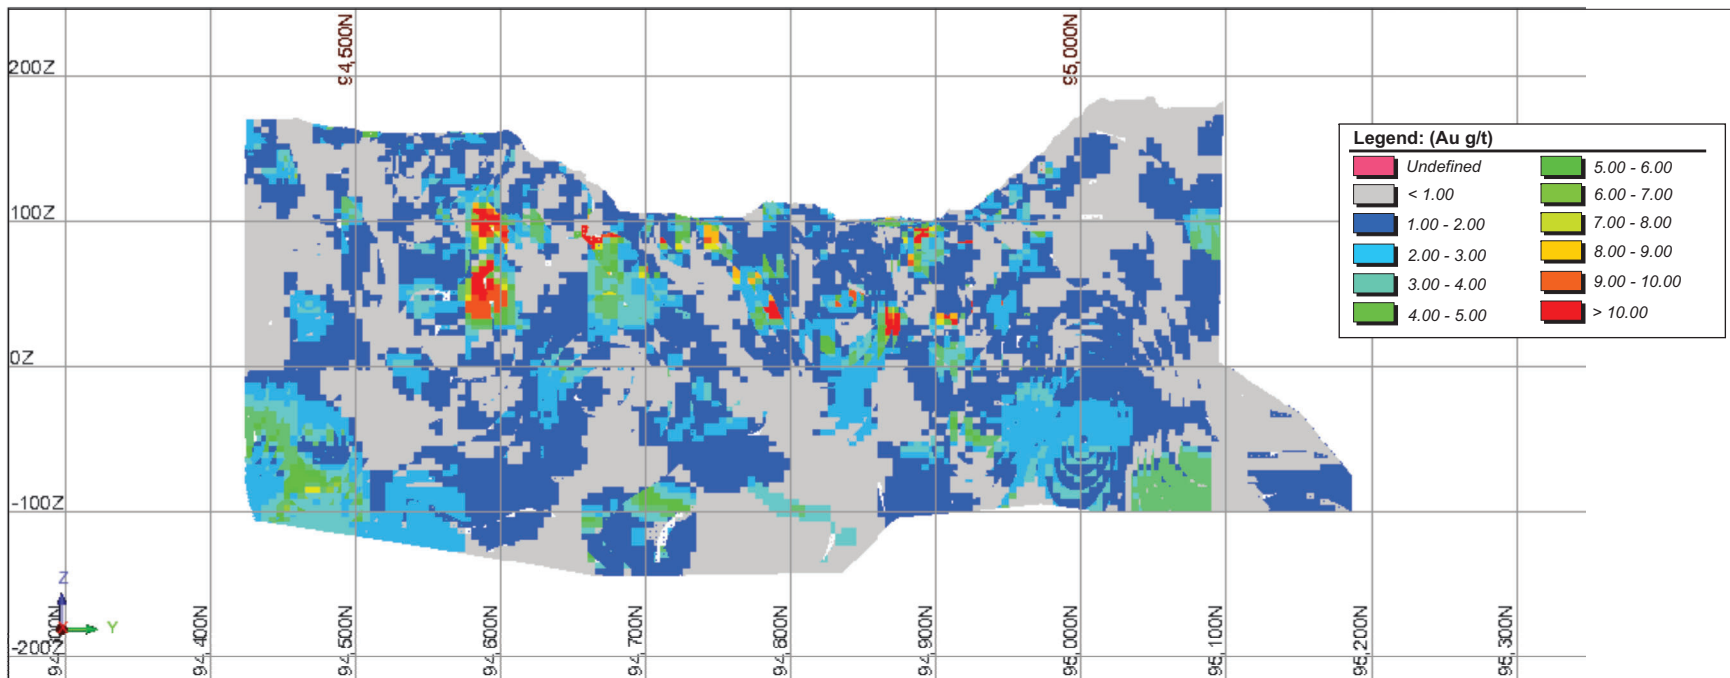 94,500N
95,000N
200Z
100Z
0Z
-100Z
-200Z
Legend: (Au g/t)
Undefined
< 1.00
1.00 - 2.00
2.00 - 3.00
3.00 - 4.00
4.00 - 5.00
5.00 - 6.00
6.00 - 7.00
7.00 - 8.00
8.00 - 9.00
9.00 - 10.00
> 10.00
Z
Y
94,400N
94,500N
94,600N
94,700N
94,800N
94,900N
95,000N
95,100N
95,200N
95,300N